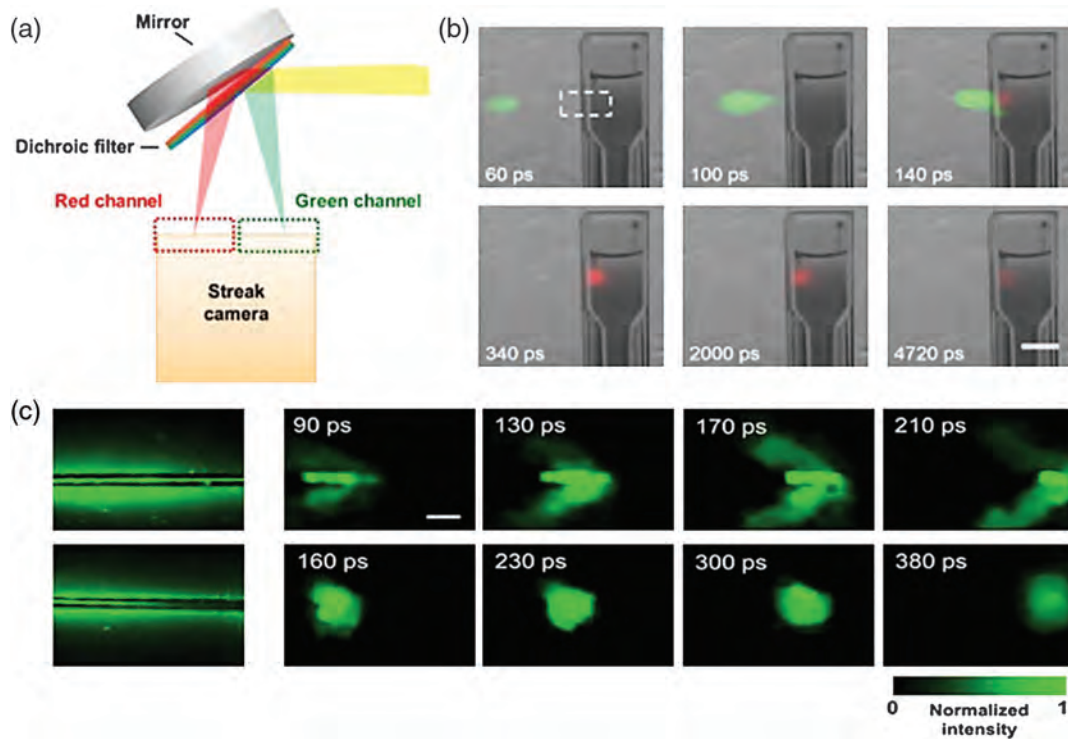 (a)
Mirror
Dichroic filter
Red channel
Green channel
Streak
camera
(b)
60 ps
100 ps
140 ps
340 ps
2000 ps
4720 ps
(c)
90 ps
130 ps
170 ps
210 ps
160 ps
230 ps
300 ps
380 ps
0
Normalized
intensity
1